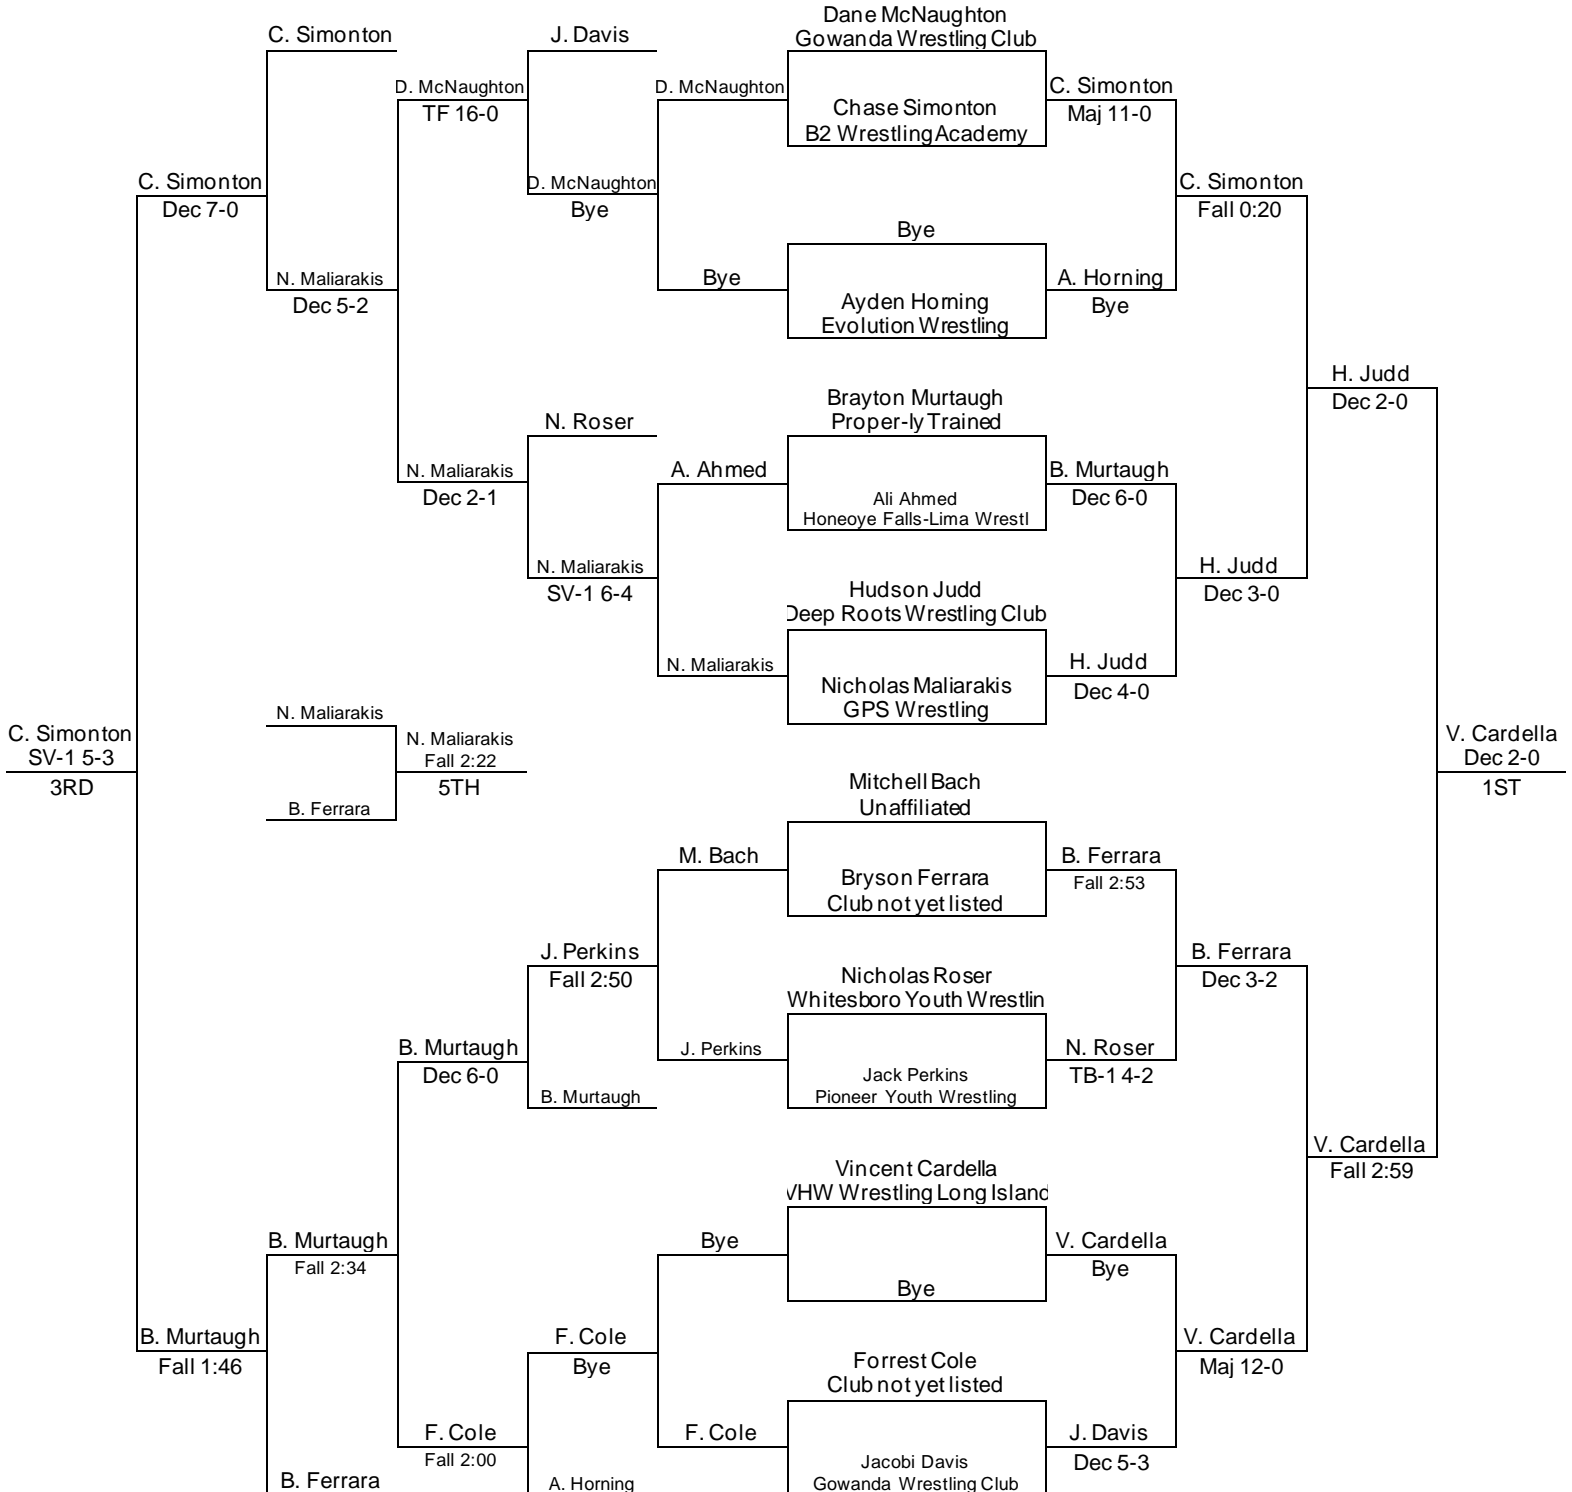 Dane McNaughton
C. Simonton
J. Davis
Gowanda Wrestling Club
D. McNaughton
TF 16-0
D. McNaughton
Chase Simonton
B2 Wrestling Academy
C. Simonton
Maj 11-0
C. Simonton
Dec 7-0
D. McNaughton
Bye
C. Simonton
Fall 0:20
Bye
N. Maliarakis
Dec 5-2
Bye
Ayden Horning
Evolution Wrestling
A. Horning
Bye
H. Judd
Dec 2-0
Brayton Murtaugh
Proper-ly Trained
N. Roser
N. Maliarakis
Dec 2-1
A. Ahmed
Ali Ahmed
Honeoye Falls-Lima Wrestl
B. Murtaugh
Dec 6-0
N. Maliarakis
SV-1 6-4
H. Judd
Dec 3-0
Hudson Judd
Deep Roots Wrestling Club
N. Maliarakis
Nicholas Maliarakis
GPS Wrestling
H. Judd
Dec 4-0
C. Simonton
SV-1 5-3
3RD
N. Maliarakis
N. Maliarakis
Fall 2:22
5TH
B. Ferrara
V. Cardella
Dec 2-0
1ST
Mitchell Bach
Unaffiliated
M. Bach
Bryson Ferrara
Club not yet listed
B. Ferrara
Fall 2:53
J. Perkins
Fall 2:50
B. Ferrara
Dec 3-2
Nicholas Roser
Whitesboro Youth Wrestlin
B. Murtaugh
Dec 6-0
J. Perkins
Jack Perkins
Pioneer Youth Wrestling
N. Roser
TB-1 4-2
B. Murtaugh
V. Cardella
Fall 2:59
Vincent Cardella
VHW Wrestling Long Island
B. Murtaugh
Fall 2:34
Bye
Bye
V. Cardella
Bye
B. Murtaugh
Fall 1:46
F. Cole
Bye
V. Cardella
Maj 12-0
Forrest Cole
Club not yet listed
F. Cole
Fall 2:00
F. Cole
Jacobi Davis
Gowanda Wrestling Club
J. Davis
Dec 5-3
B. Ferrara
A. Horning